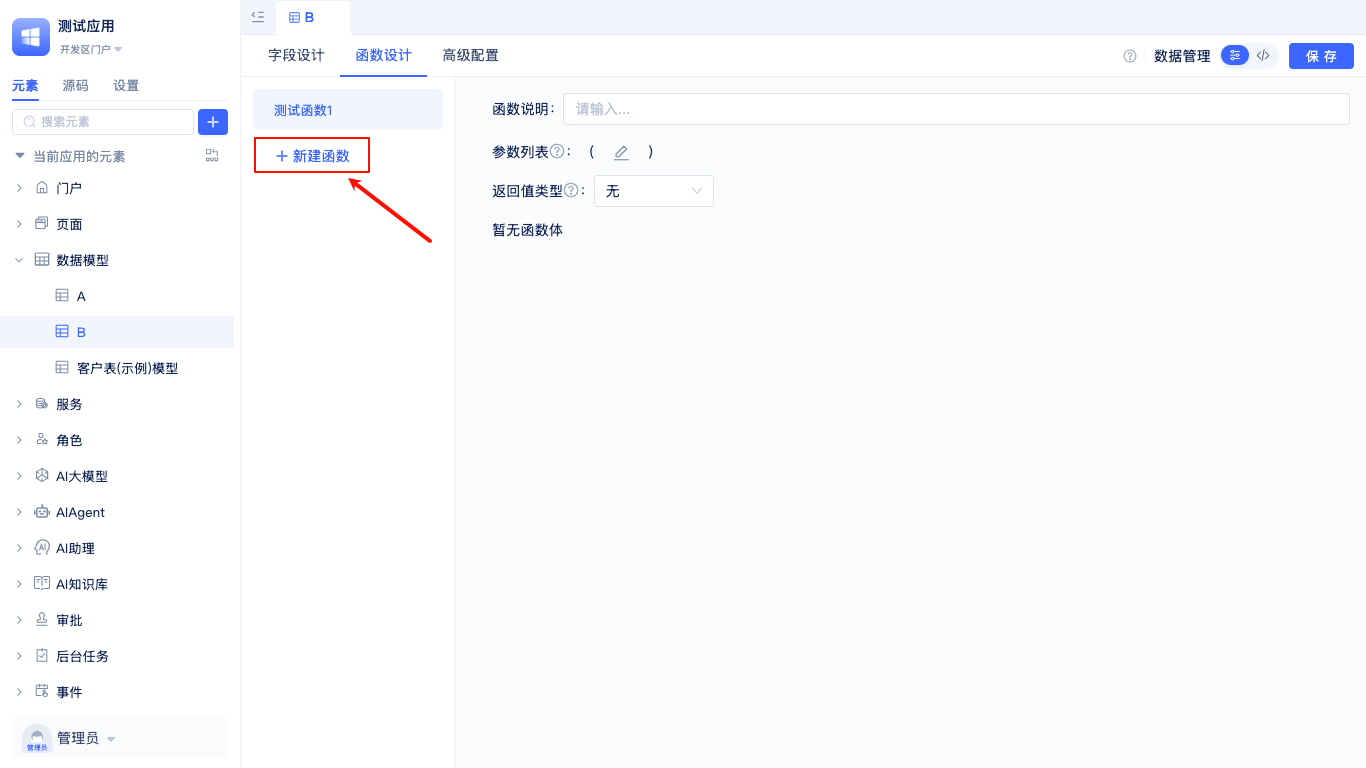 测试应用
开发区门户
元素 源码 设置
搜索元素
当前应用的元素
门户
页面
数据模型
A
B
客户表(示例)模型
服务
角色
AI大模型
AIAgent
AI助理
AI知识库
审批
后台任务
事件
管理员
管理员
B
字段设计 函数设计 高级配置
数据管理
保 存
测试函数1
新建函数
函数说明:
请输入...
参数列表?: ( )
返回值类型?: 无
暂无函数体